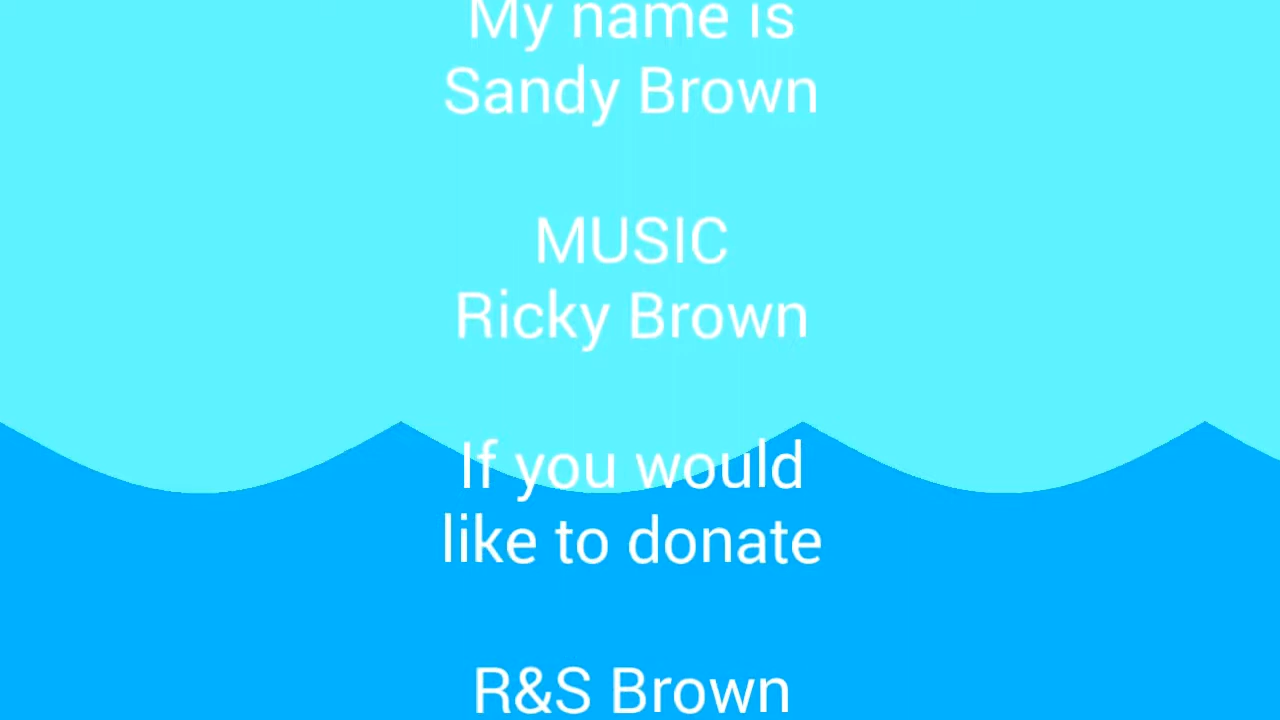 My name is
Sandy Brown
MUSIC
Ricky Brown
If you would
like to donate
R&S Brown